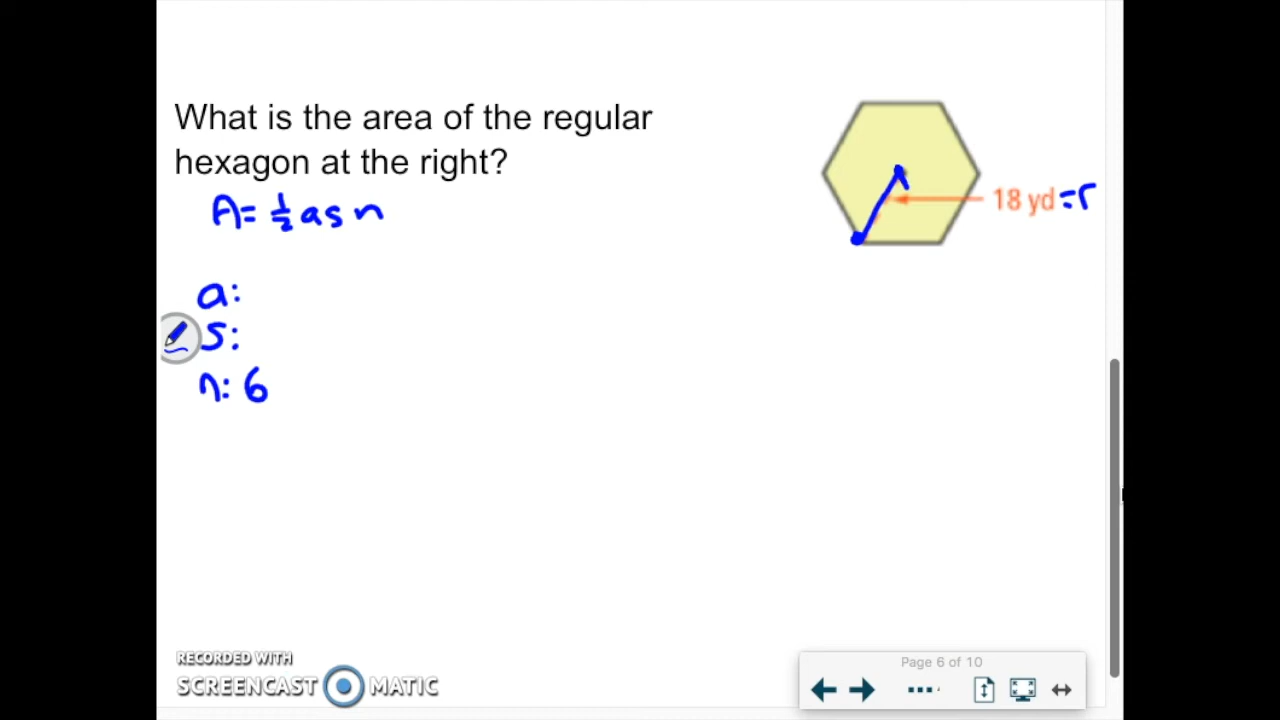 What is the area of the regular
hexagon at the right?
A= ½ a s n
18 yd =r
a:
s:
n: 6
RECORDED WITH
SCREENCAST MATIC
Page 6 of 10